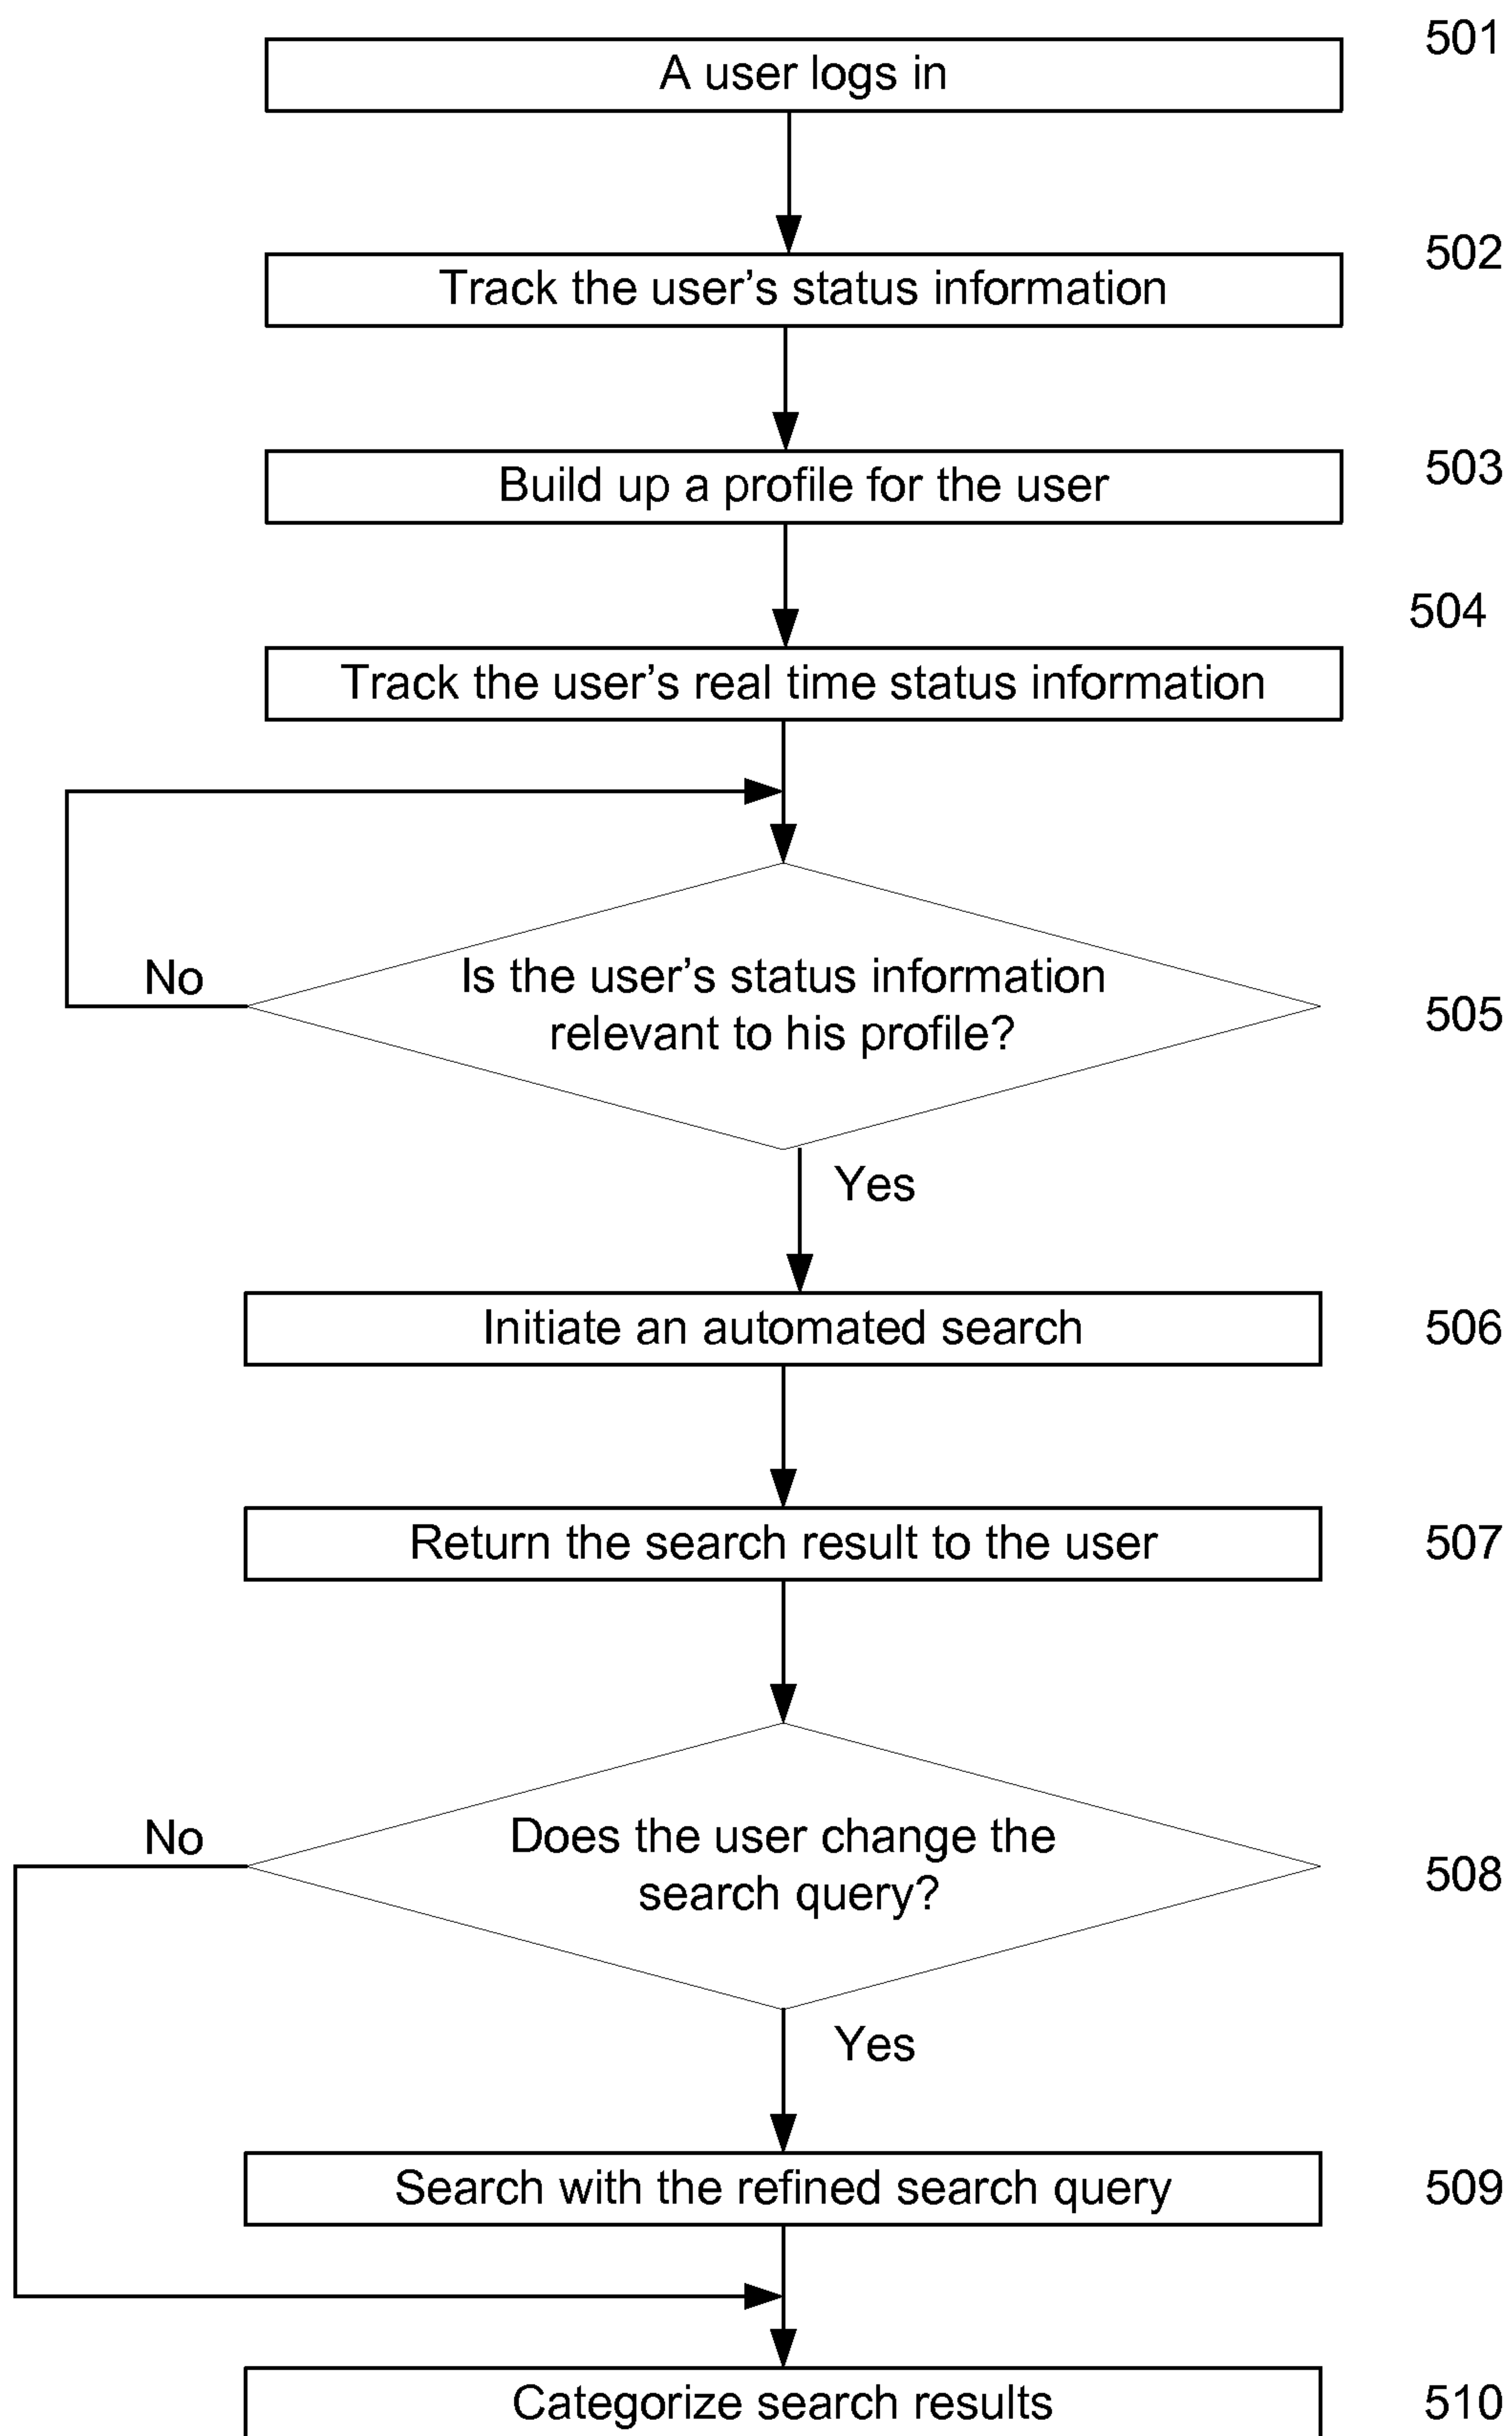 501
A user logs in
502
Track the user’s status information
503
Build up a profile for the user
504
Track the user’s real time status information
No
Is the user’s status information
relevant to his profile?
505
Yes
Initiate an automated search
506
Return the search result to the user
507
No
Does the user change the
search query?
508
Yes
Search with the refined search query
509
Categorize search results
510